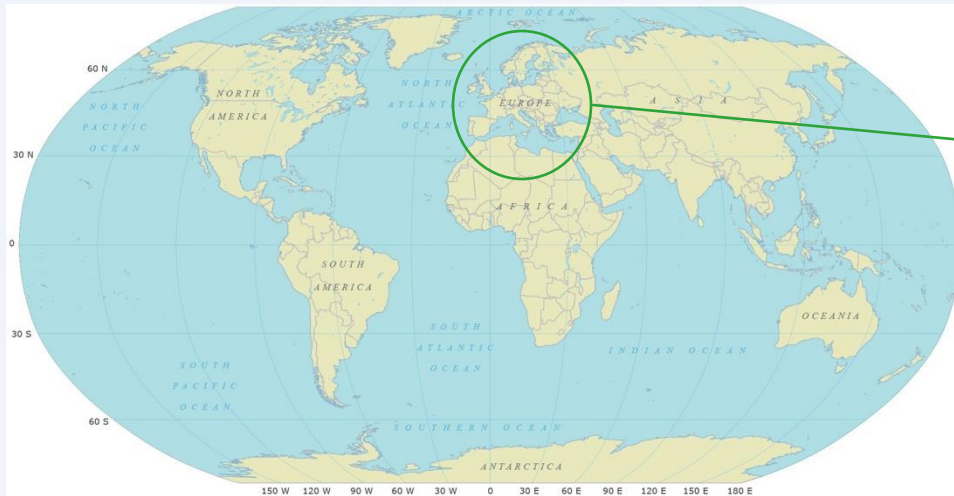 ARCTIC OCEAN
60 N
NORTH
AMERICA
NORTH
ATLANTIC
OCEAN
EUROPE
ASIA
NORTH
PACIFIC
OCEAN
30 N
AFRICA
0
SOUTH
AMERICA
OCEANIA
30 S
SOUTH
ATLANTIC
OCEAN
INDIAN OCEAN
SOUTH
PACIFIC
OCEAN
60 S
SOUTHERN OCEAN
ANTARCTICA
150 W 120 W 90 W 60 W 30 W 0 30 E 60 E 90 E 120 E 150 E 180 E